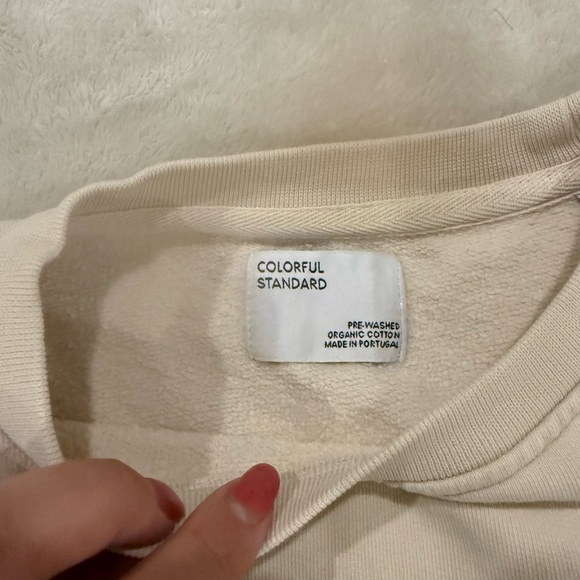 COLORFUL
STANDARD
PRE-WASHED
ORGANIC COTTON
MADE IN PORTUGAL